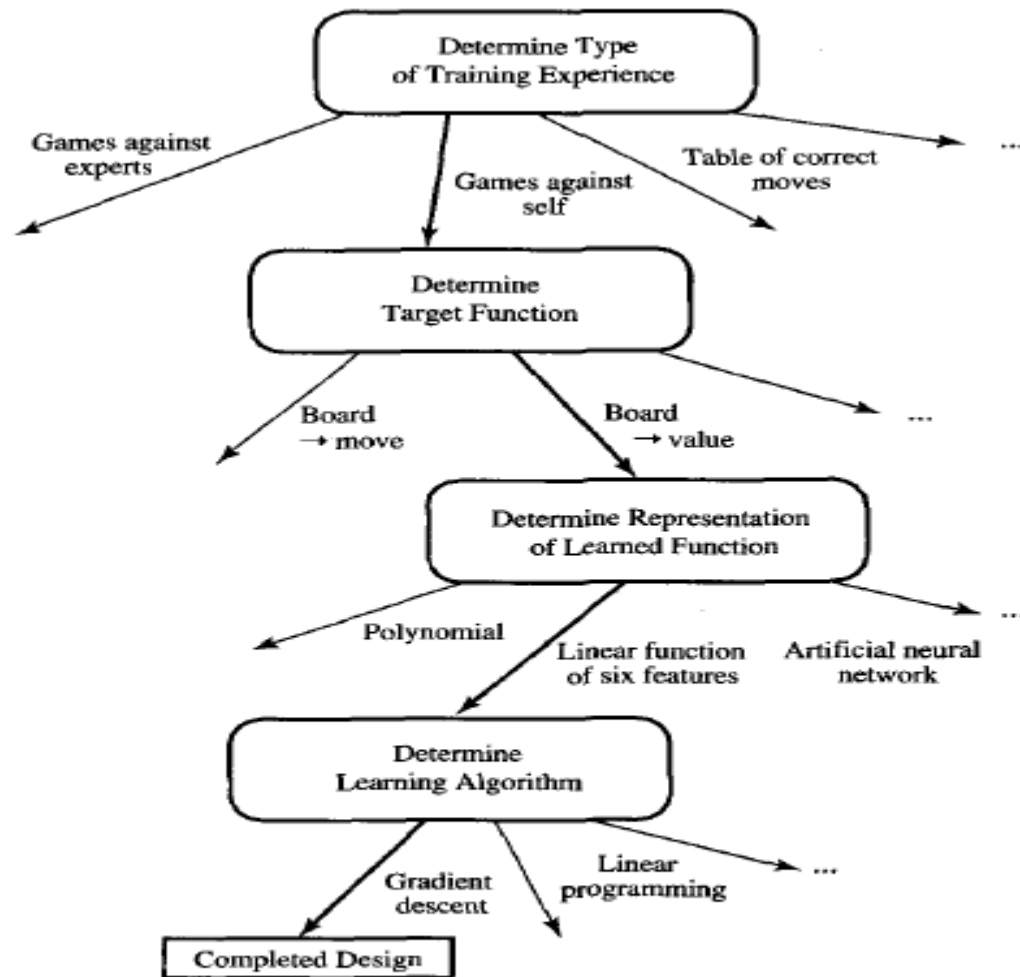 Determine Type
of Training Experience
Games against
experts
Games against
self
Table of correct
moves
...
Determine
Target Function
Board
→ move
Board
→ value
...
Determine Representation
of Learned Function
Polynomial
Linear function
of six features
Artificial neural
network
...
Determine
Learning Algorithm
Gradient
descent
Linear
programming
...
Completed Design